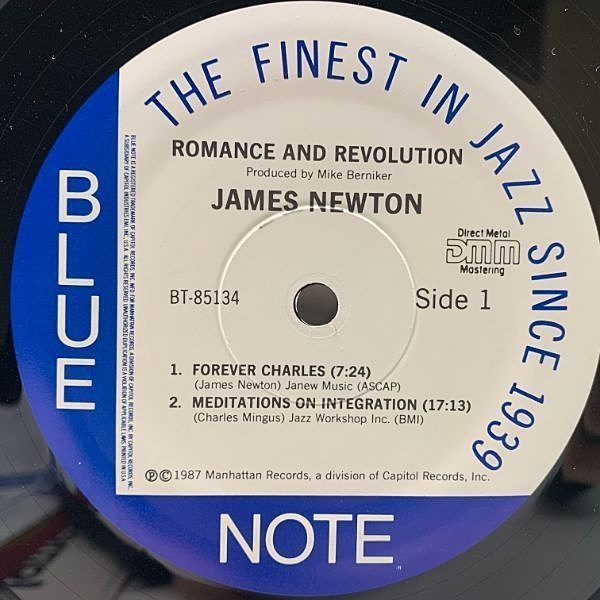 THE FINEST IN JAZZ SINCE 1939
ROMANCE AND REVOLUTION
Produced by Mike Berniker
JAMES NEWTON
Direct Metal
DMM
Mastering
BT-85134
Side 1
1. FOREVER CHARLES (7:24)
(James Newton) Janew Music (ASCAP)
2. MEDITATIONS ON INTEGRATION (17:13)
(Charles Mingus) Jazz Workshop Inc. (BMI)
ⓅⒸ1987 Manhattan Records, a division of Capitol Records, Inc.
BLUE
NOTE